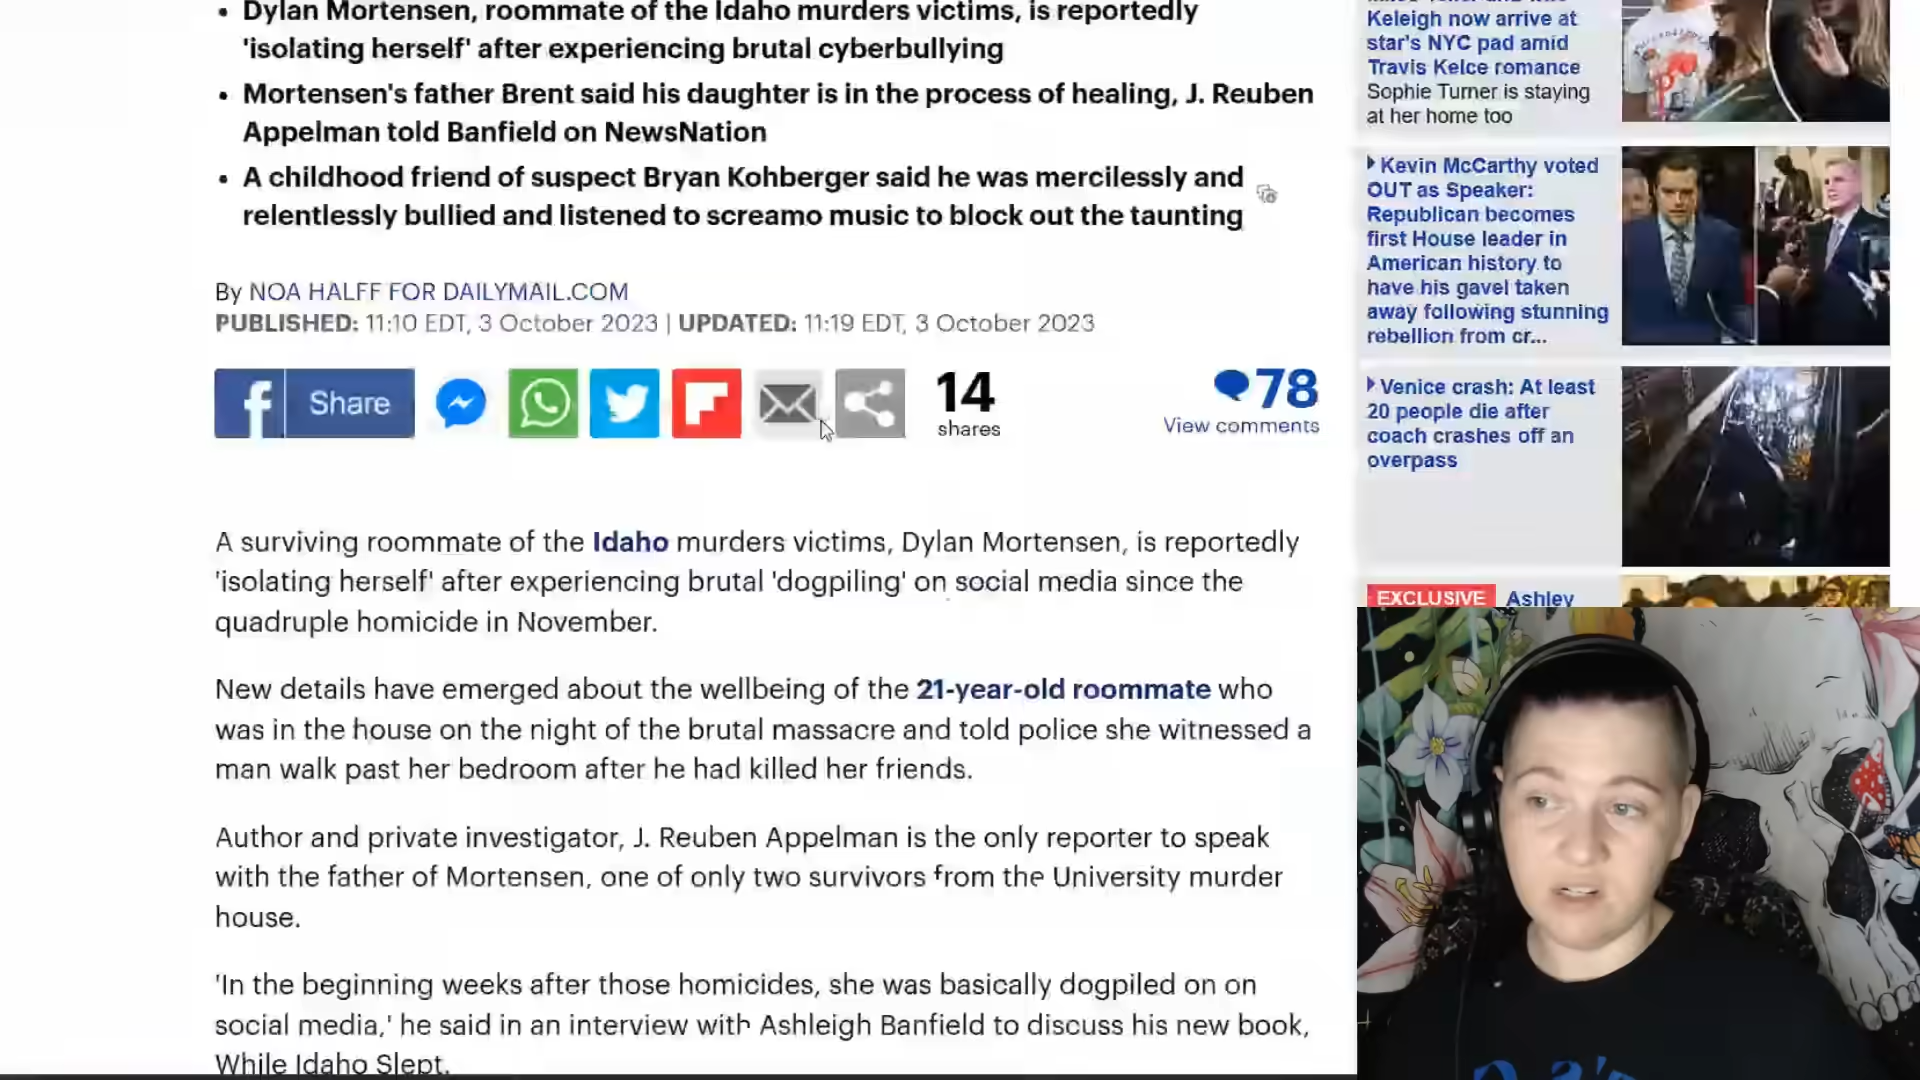 • Dylan Mortensen, roommate of the Idaho murders victims, is reportedly
'isolating herself' after experiencing brutal cyberbullying
• Mortensen's father Brent said his daughter is in the process of healing, J. Reuben
Appelman told Banfield on NewsNation
• A childhood friend of suspect Bryan Kohberger said he was mercilessly and
relentlessly bullied and listened to screamo music to block out the taunting
By NOA HALFF FOR DAILYMAIL.COM
PUBLISHED: 11:10 EDT, 3 October 2023 | UPDATED: 11:19 EDT, 3 October 2023
Share
14
shares
78
View comments
A surviving roommate of the Idaho murders victims, Dylan Mortensen, is reportedly
'isolating herself' after experiencing brutal 'dogpiling' on social media since the
quadruple homicide in November.
New details have emerged about the wellbeing of the 21-year-old roommate who
was in the house on the night of the brutal massacre and told police she witnessed a
man walk past her bedroom after he had killed her friends.
Author and private investigator, J. Reuben Appelman is the only reporter to speak
with the father of Mortensen, one of only two survivors from the University murder
house.
'In the beginning weeks after those homicides, she was basically dogpiled on on
social media,' he said in an interview with Ashleigh Banfield to discuss his new book,
While Idaho Slept.
Keleigh now arrive at
star's NYC pad amid
Travis Kelce romance
Sophie Turner is staying
at her home too
Kevin McCarthy voted
OUT as Speaker:
Republican becomes
first House leader in
American history to
have his gavel taken
away following stunning
rebellion from cr...
Venice crash: At least
20 people die after
coach crashes off an
overpass
EXCLUSIVE Ashley